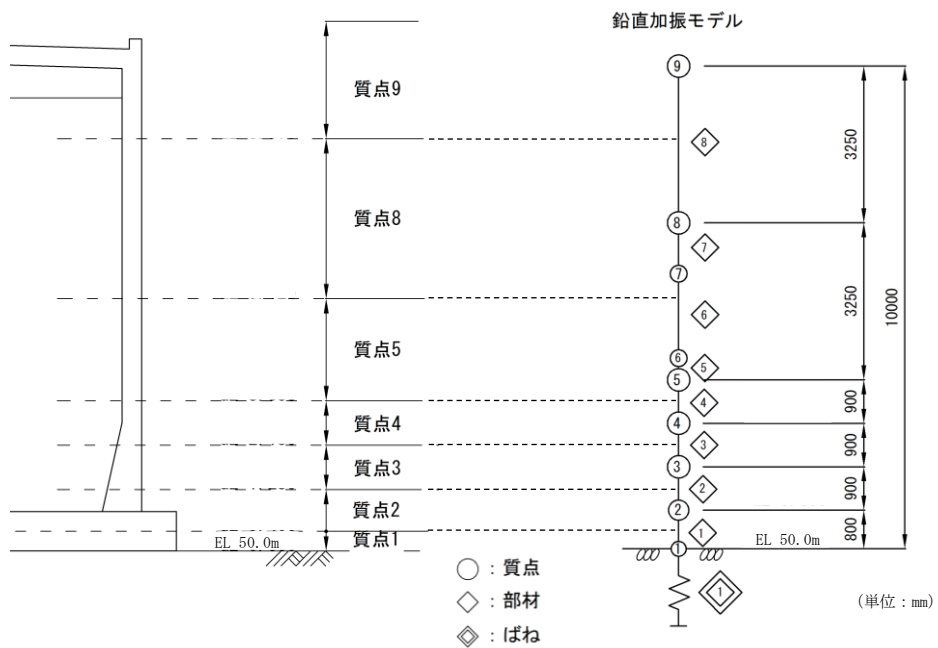 鉛直加振モデル
質点9
質点8
質点5
質点4
質点3
質点2
質点1
EL 50.0m
9
8
8
7
7
6
6
5
5
4
4
3
3
2
2
1
1
EL 50.0m
1
3250
3250
900
900
900
800
10000
○：質点
◇：部材
◈：ばね
(単位：mm)